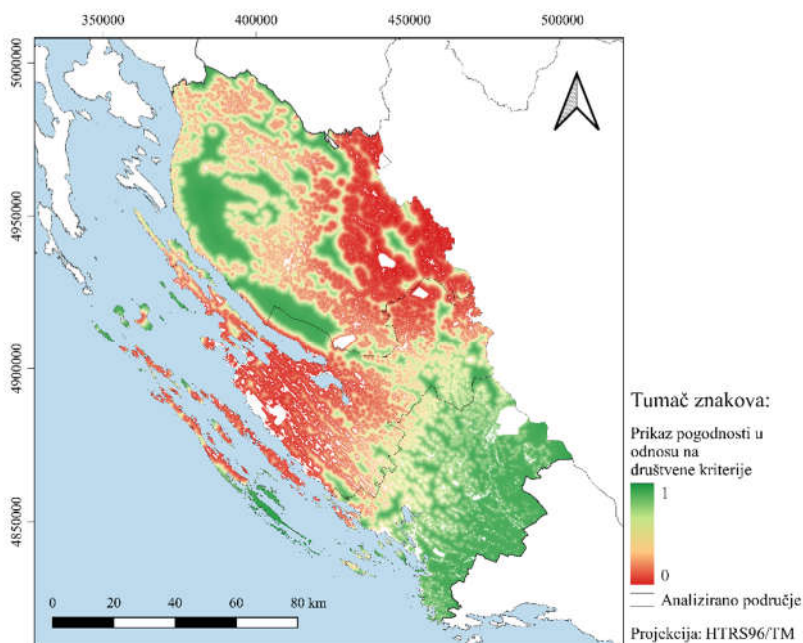 350000 400000 450000 500000
5000000
4950000
4900000
4850000
Tumač znakova:
Prikaz pogodnosti u
odnosu na
društvene kriterije
1
0
Analizirano područje
Projekcija: HTRS96/TM
0 20 40 60 80 km